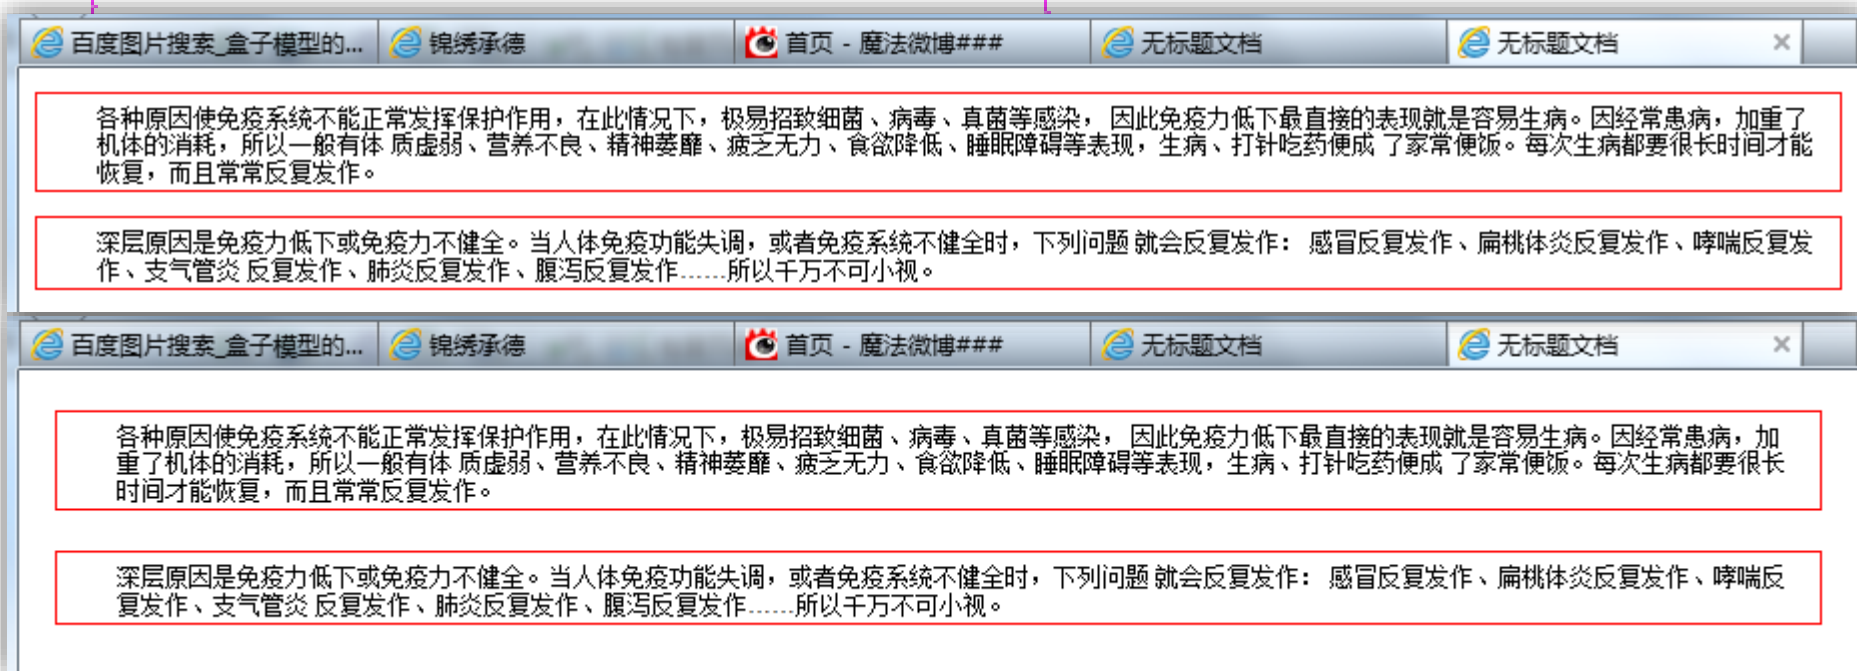 百度图片搜索_盒子模型的... 锦绣承德 首页 - 魔法微博### 无标题文档 无标题文档
各种原因使免疫系统不能正常发挥保护作用，在此情况下，极易招致细菌、病毒、真菌等感染， 因此免疫力低下最直接的表现就是容易生病。因经常患病，加重了
机体的消耗，所以一般有体 质虚弱、营养不良、精神萎靡、疲乏无力、食欲降低、睡眠障碍等表现，生病、打针吃药便成 了家常便饭。每次生病都要很长时间才能
恢复，而且常常反复发作。
深层原因是免疫力低下或免疫力不健全。当人体免疫功能失调，或者免疫系统不健全时，下列问题 就会反复发作： 感冒反复发作、扁桃体炎反复发作、哮喘反复发
作、支气管炎 反复发作、肺炎反复发作、腹泻反复发作……所以千万不可小视。
百度图片搜索_盒子模型的... 锦绣承德 首页 - 魔法微博### 无标题文档 无标题文档
各种原因使免疫系统不能正常发挥保护作用，在此情况下，极易招致细菌、病毒、真菌等感染， 因此免疫力低下最直接的表现就是容易生病。因经常患病，加
重了机体的消耗，所以一般有体 质虚弱、营养不良、精神萎靡、疲乏无力、食欲降低、睡眠障碍等表现，生病、打针吃药便成 了家常便饭。每次生病都要很长
时间才能恢复，而且常常反复发作。
深层原因是免疫力低下或免疫力不健全。当人体免疫功能失调，或者免疫系统不健全时，下列问题 就会反复发作： 感冒反复发作、扁桃体炎反复发作、哮喘反
复发作、支气管炎 反复发作、肺炎反复发作、腹泻反复发作……所以千万不可小视。